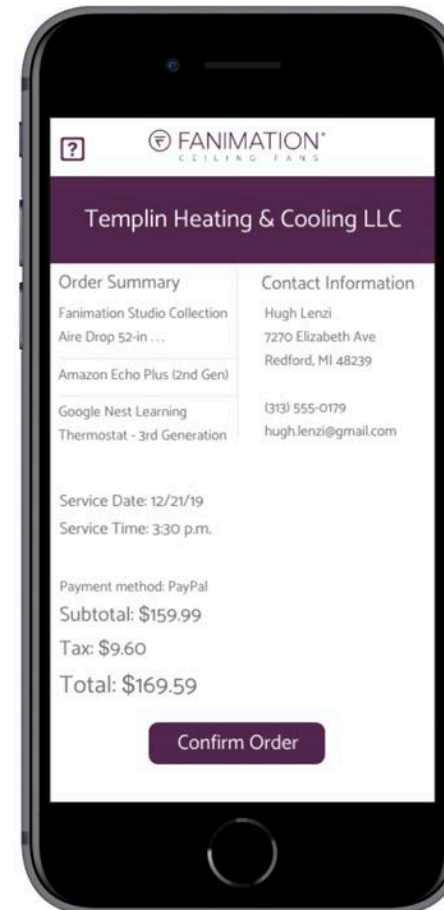 ?
FANIMATION
CEILING FANS
Templin Heating & Cooling LLC
Order Summary
Fanimation Studio Collection
Aire Drop 52-in . . .
Amazon Echo Plus (2nd Gen)
Google Nest Learning
Thermostat - 3rd Generation
Contact Information
Hugh Lenzi
7270 Elizabeth Ave
Redford, MI 48239
(313) 555-0179
hugh.lenzi@gmail.com
Service Date: 12/21/19
Service Time: 3:30 p.m.
Payment method: PayPal
Subtotal: $159.99
Tax: $9.60
Total: $169.59
Confirm Order